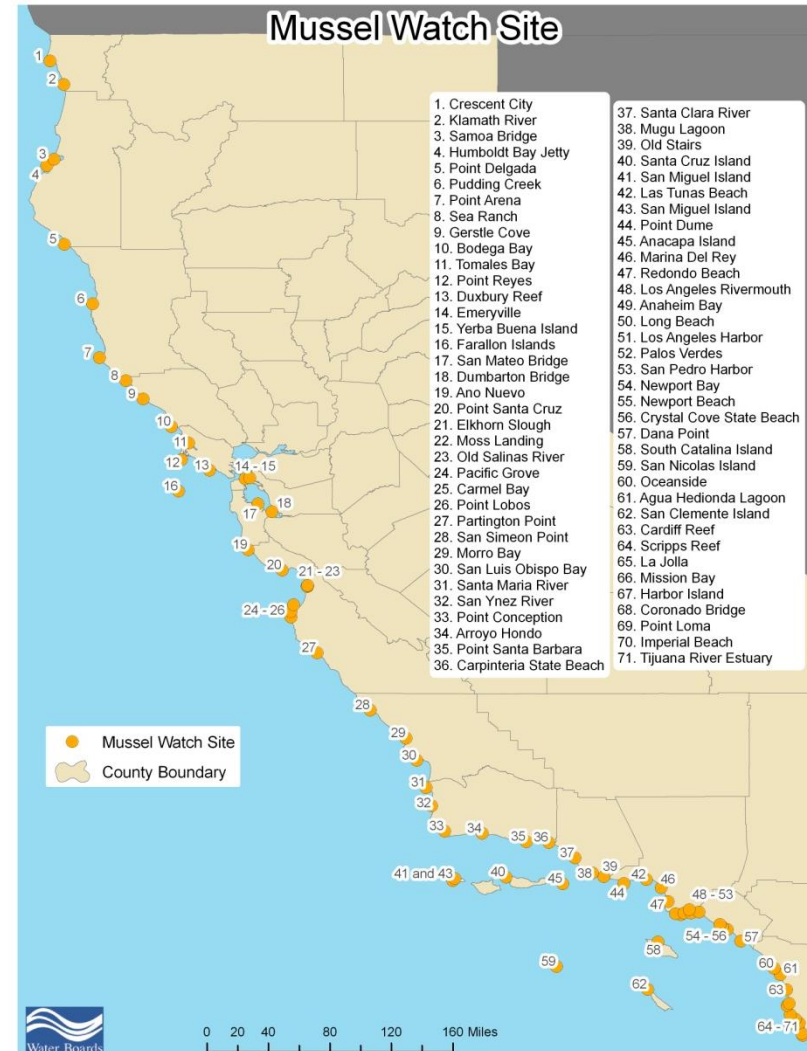 Mussel Watch Site
1. Crescent City
2. Klamath River
3. Samoa Bridge
4. Humboldt Bay Jetty
5. Point Delgada
6. Pudding Creek
7. Point Arena
8. Sea Ranch
9. Gerstle Cove
10. Bodega Bay
11. Tomales Bay
12. Point Reyes
13. Duxbury Reef
14. Emeryville
15. Yerba Buena Island
16. Farallon Islands
17. San Mateo Bridge
18. Dumbarton Bridge
19. Ano Nuevo
20. Point Santa Cruz
21. Elkhorn Slough
22. Moss Landing
23. Old Salinas River
24. Pacific Grove
25. Carmel Bay
26. Point Lobos
27. Partington Point
28. San Simeon Point
29. Morro Bay
30. San Luis Obispo Bay
31. Santa Maria River
32. San Ynez River
33. Point Conception
34. Arroyo Hondo
35. Point Santa Barbara
36. Carpinteria State Beach
37. Santa Clara River
38. Mugu Lagoon
39. Old Stairs
40. Santa Cruz Island
41. San Miguel Island
42. Las Tunas Beach
43. San Miguel Island
44. Point Dume
45. Anacapa Island
46. Marina Del Rey
47. Redondo Beach
48. Los Angeles Rivermouth
49. Anaheim Bay
50. Long Beach
51. Los Angeles Harbor
52. Palos Verdes
53. San Pedro Harbor
54. Newport Bay
55. Newport Beach
56. Crystal Cove State Beach
57. Dana Point
58. South Catalina Island
59. San Nicolas Island
60. Oceanside
61. Agua Hedionda Lagoon
62. San Clemente Island
63. Cardiff Reef
64. Scripps Reef
65. La Jolla
66. Mission Bay
67. Harbor Island
68. Coronado Bridge
69. Point Loma
70. Imperial Beach
71. Tijuana River Estuary
1
2
3
4
5
6
7
8
9
10
11
12
13
14 - 15
16
17
18
19
20
21 - 23
24 - 26
27
28
29
30
31
32
33
34
35
36
37
41 and 43
40
45
38
39
44
42
46
47
48 - 53
54 - 56
57
58
59
60
61
62
63
64 - 71
Mussel Watch Site
County Boundary
Water Boards
0 20 40 80 120 160 Miles